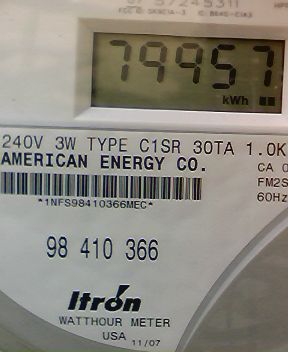 79957
kWh
240V 3W TYPE C1SR 30TA 1.0K
AMERICAN ENERGY CO.
CA 0
FM2S
60Hz
*1NFS98410366MEC*
98 410 366
Itron
WATTHOUR METER
USA 11/07